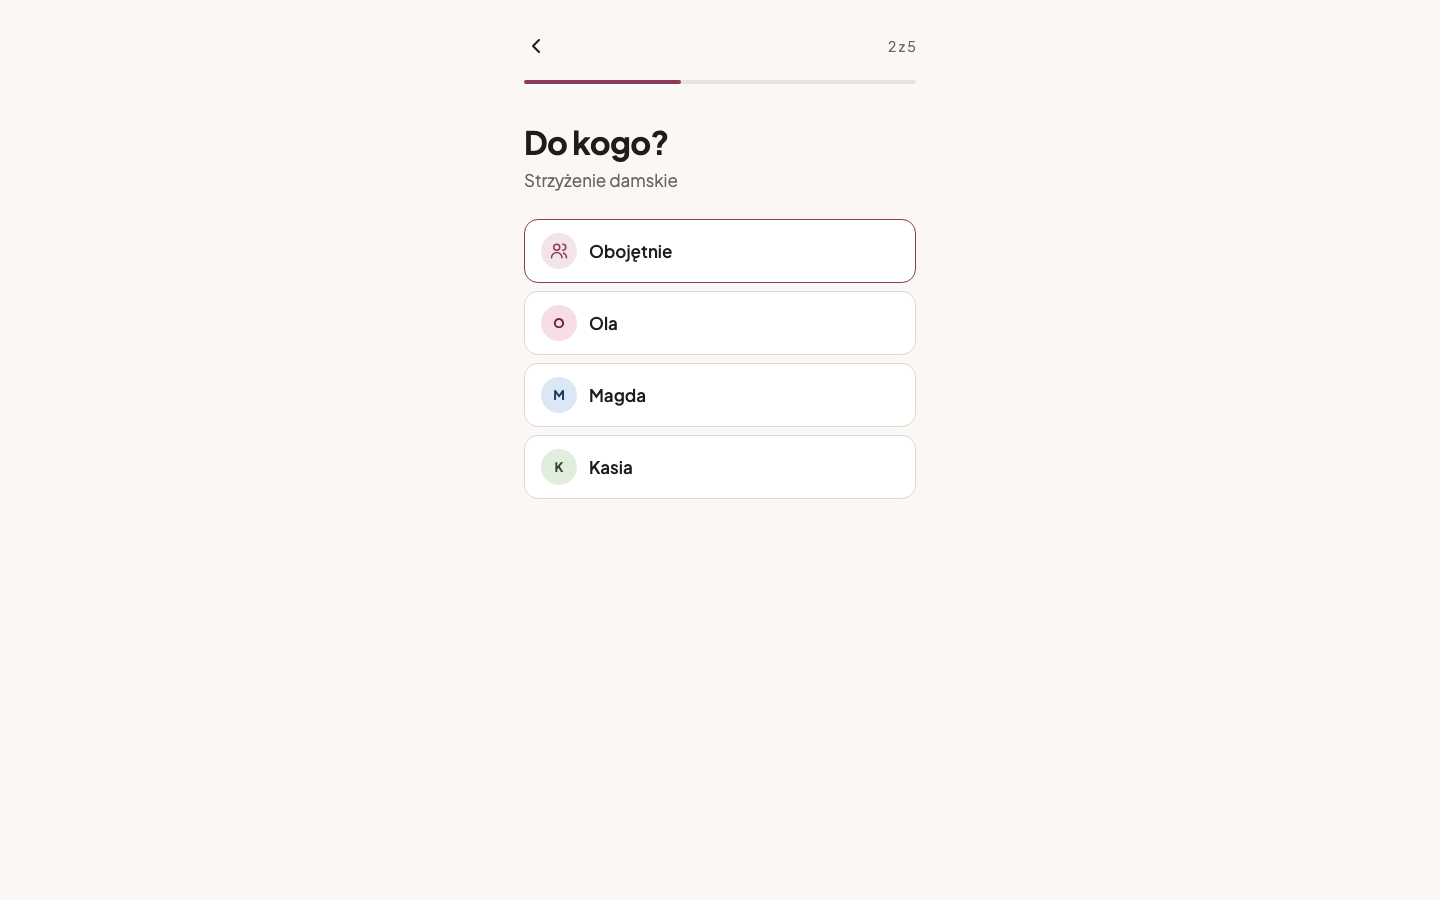 2 z 5
Do kogo?
Strzyżenie damskie
Obojętnie
O Ola
M Magda
K Kasia